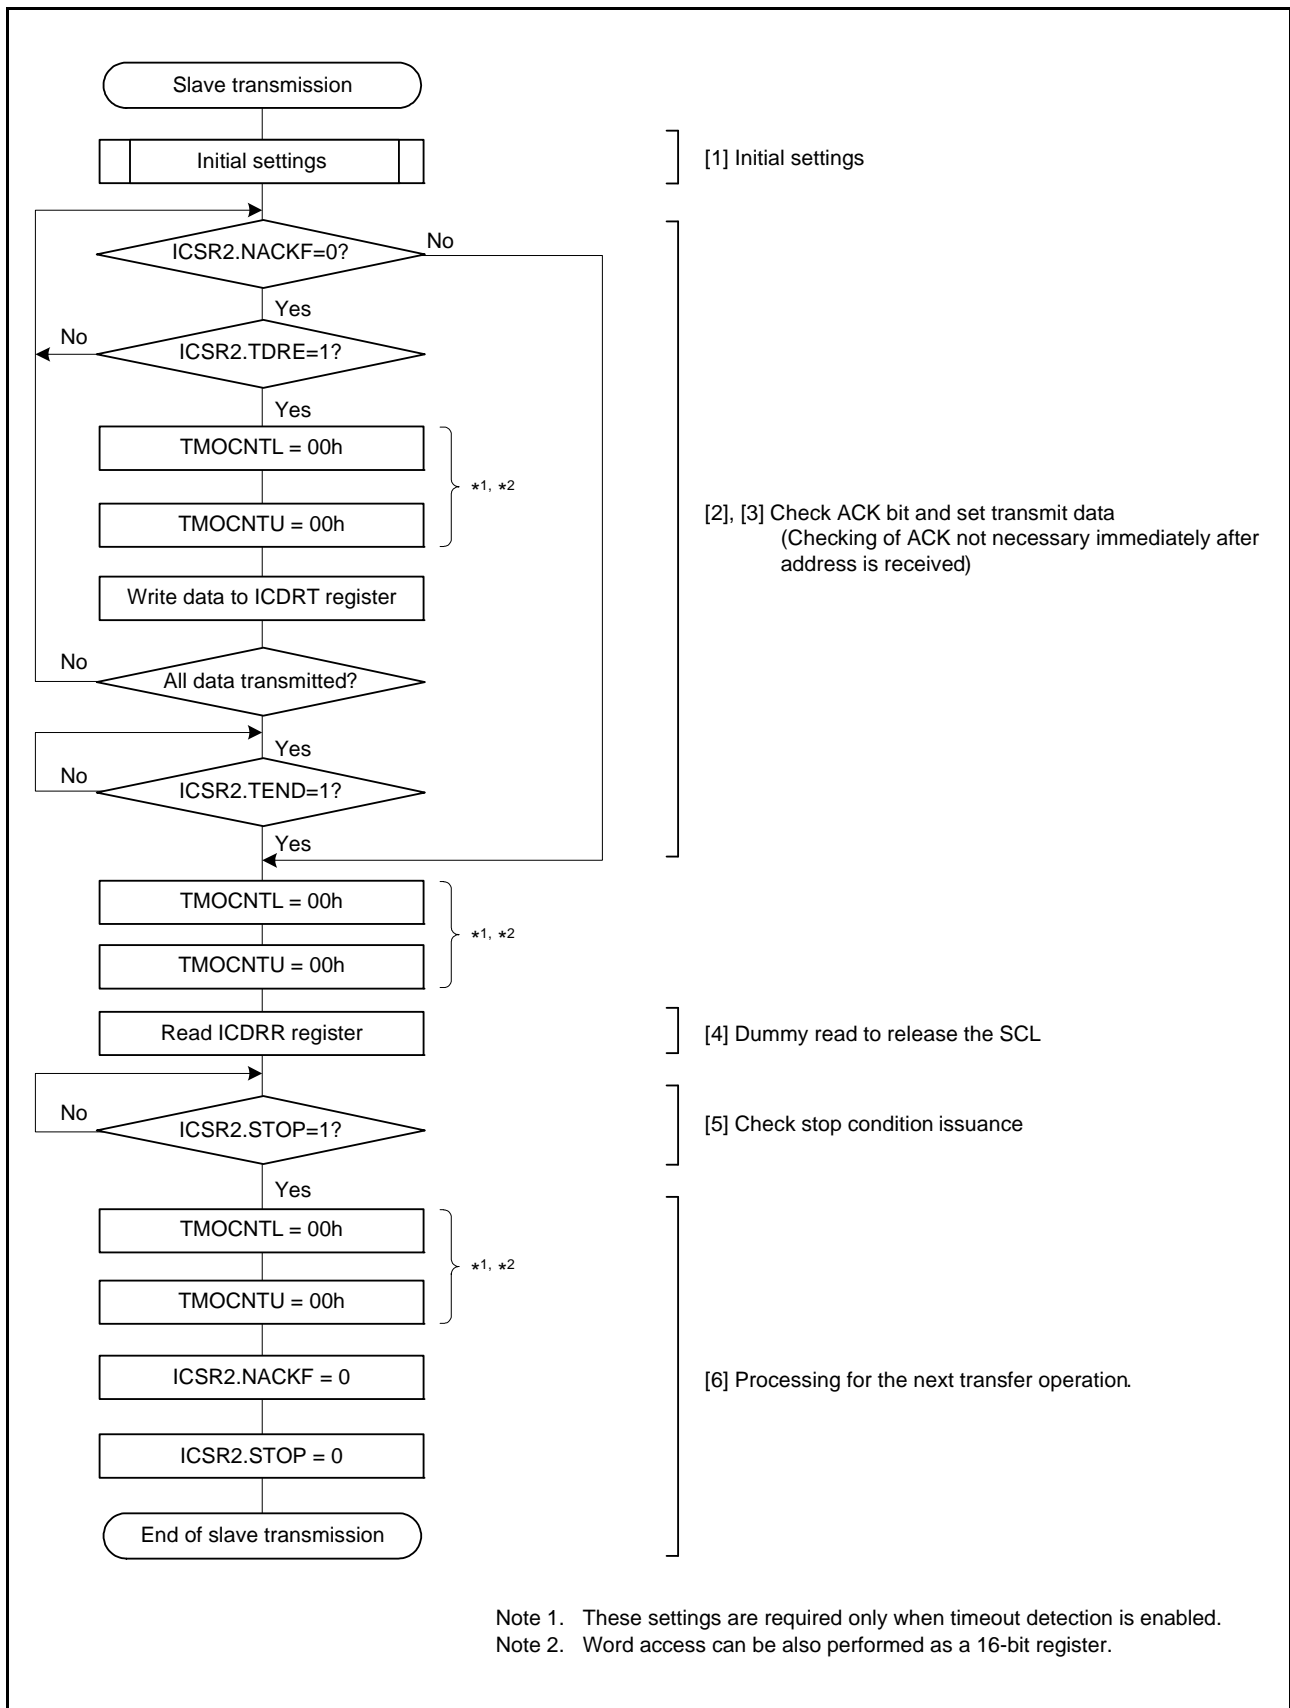 Slave transmission
Initial settings
[1] Initial settings
ICSR2.NACKF=0?
No
Yes
No
ICSR2.TDRE=1?
Yes
TMOCNTL = 00h
*1, *2
TMOCNTU = 00h
[2], [3] Check ACK bit and set transmit data
(Checking of ACK not necessary immediately after
address is received)
Write data to ICDRT register
No
All data transmitted?
Yes
No
ICSR2.TEND=1?
Yes
TMOCNTL = 00h
*1, *2
TMOCNTU = 00h
Read ICDRR register
[4] Dummy read to release the SCL
No
ICSR2.STOP=1?
[5] Check stop condition issuance
Yes
TMOCNTL = 00h
*1, *2
TMOCNTU = 00h
ICSR2.NACKF = 0
[6] Processing for the next transfer operation.
ICSR2.STOP = 0
End of slave transmission
Note 1. These settings are required only when timeout detection is enabled.
Note 2. Word access can be also performed as a 16-bit register.